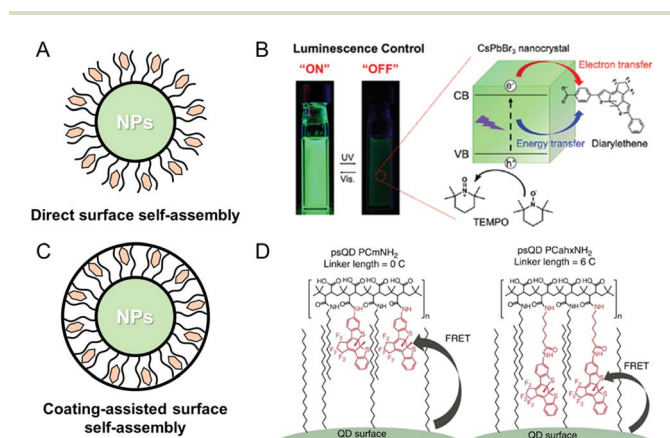 A
NPs
Direct surface self-assembly
B
Luminescence Control
"ON"
"OFF"
UV
Vis.
CsPbBr3 nanocrystal
CB
e-
Electron transfer
Energy transfer
Diarylethene
VB
h+
TEMPO
C
NPs
Coating-assisted surface
self-assembly
D
psQD PCmNH2
Linker length = 0 C
FRET
QD surface
psQD PCahxNH2
Linker length = 6 C
FRET
QD surface